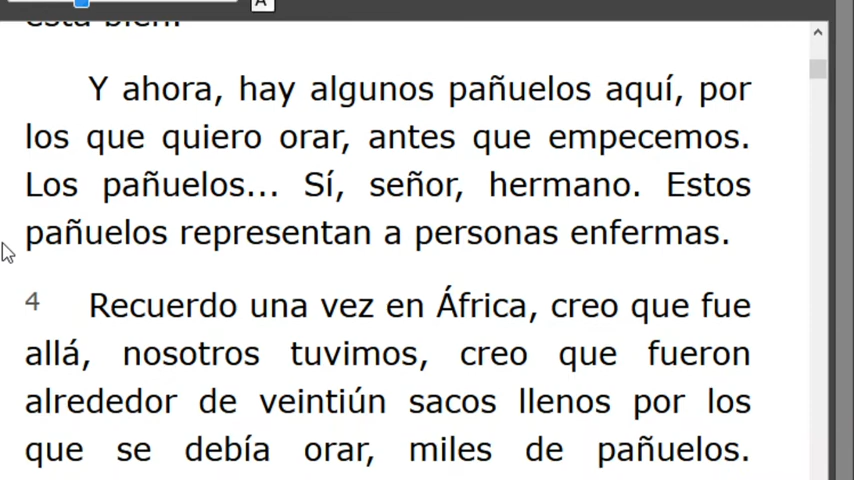 está bien.
Y ahora, hay algunos pañuelos aquí, por
los que quiero orar, antes que empecemos.
Los pañuelos... Sí, señor, hermano. Estos
pañuelos representan a personas enfermas.
4 Recuerdo una vez en África, creo que fue
allá, nosotros tuvimos, creo que fueron
alrededor de veintiún sacos llenos por los
que se debía orar, miles de pañuelos.